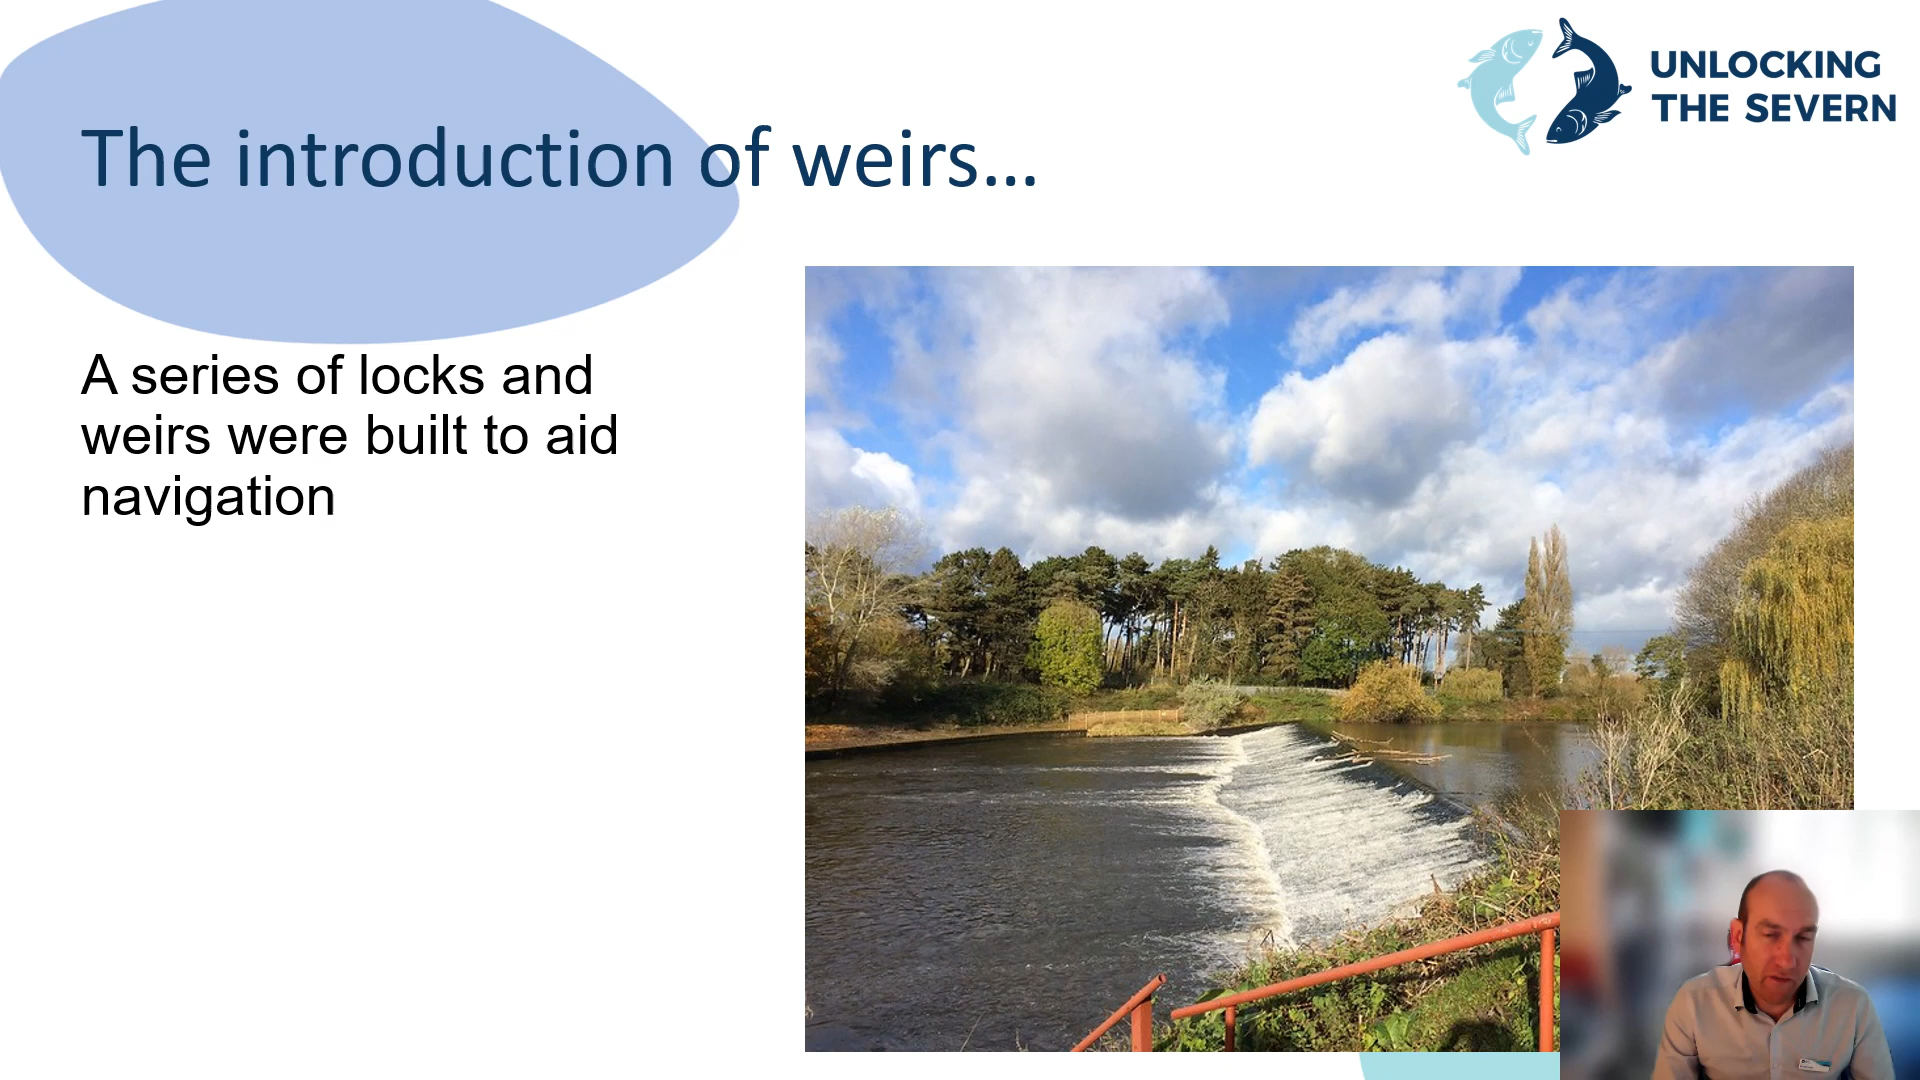 UNLOCKING
THE SEVERN
The introduction of weirs...
A series of locks and
weirs were built to aid
navigation